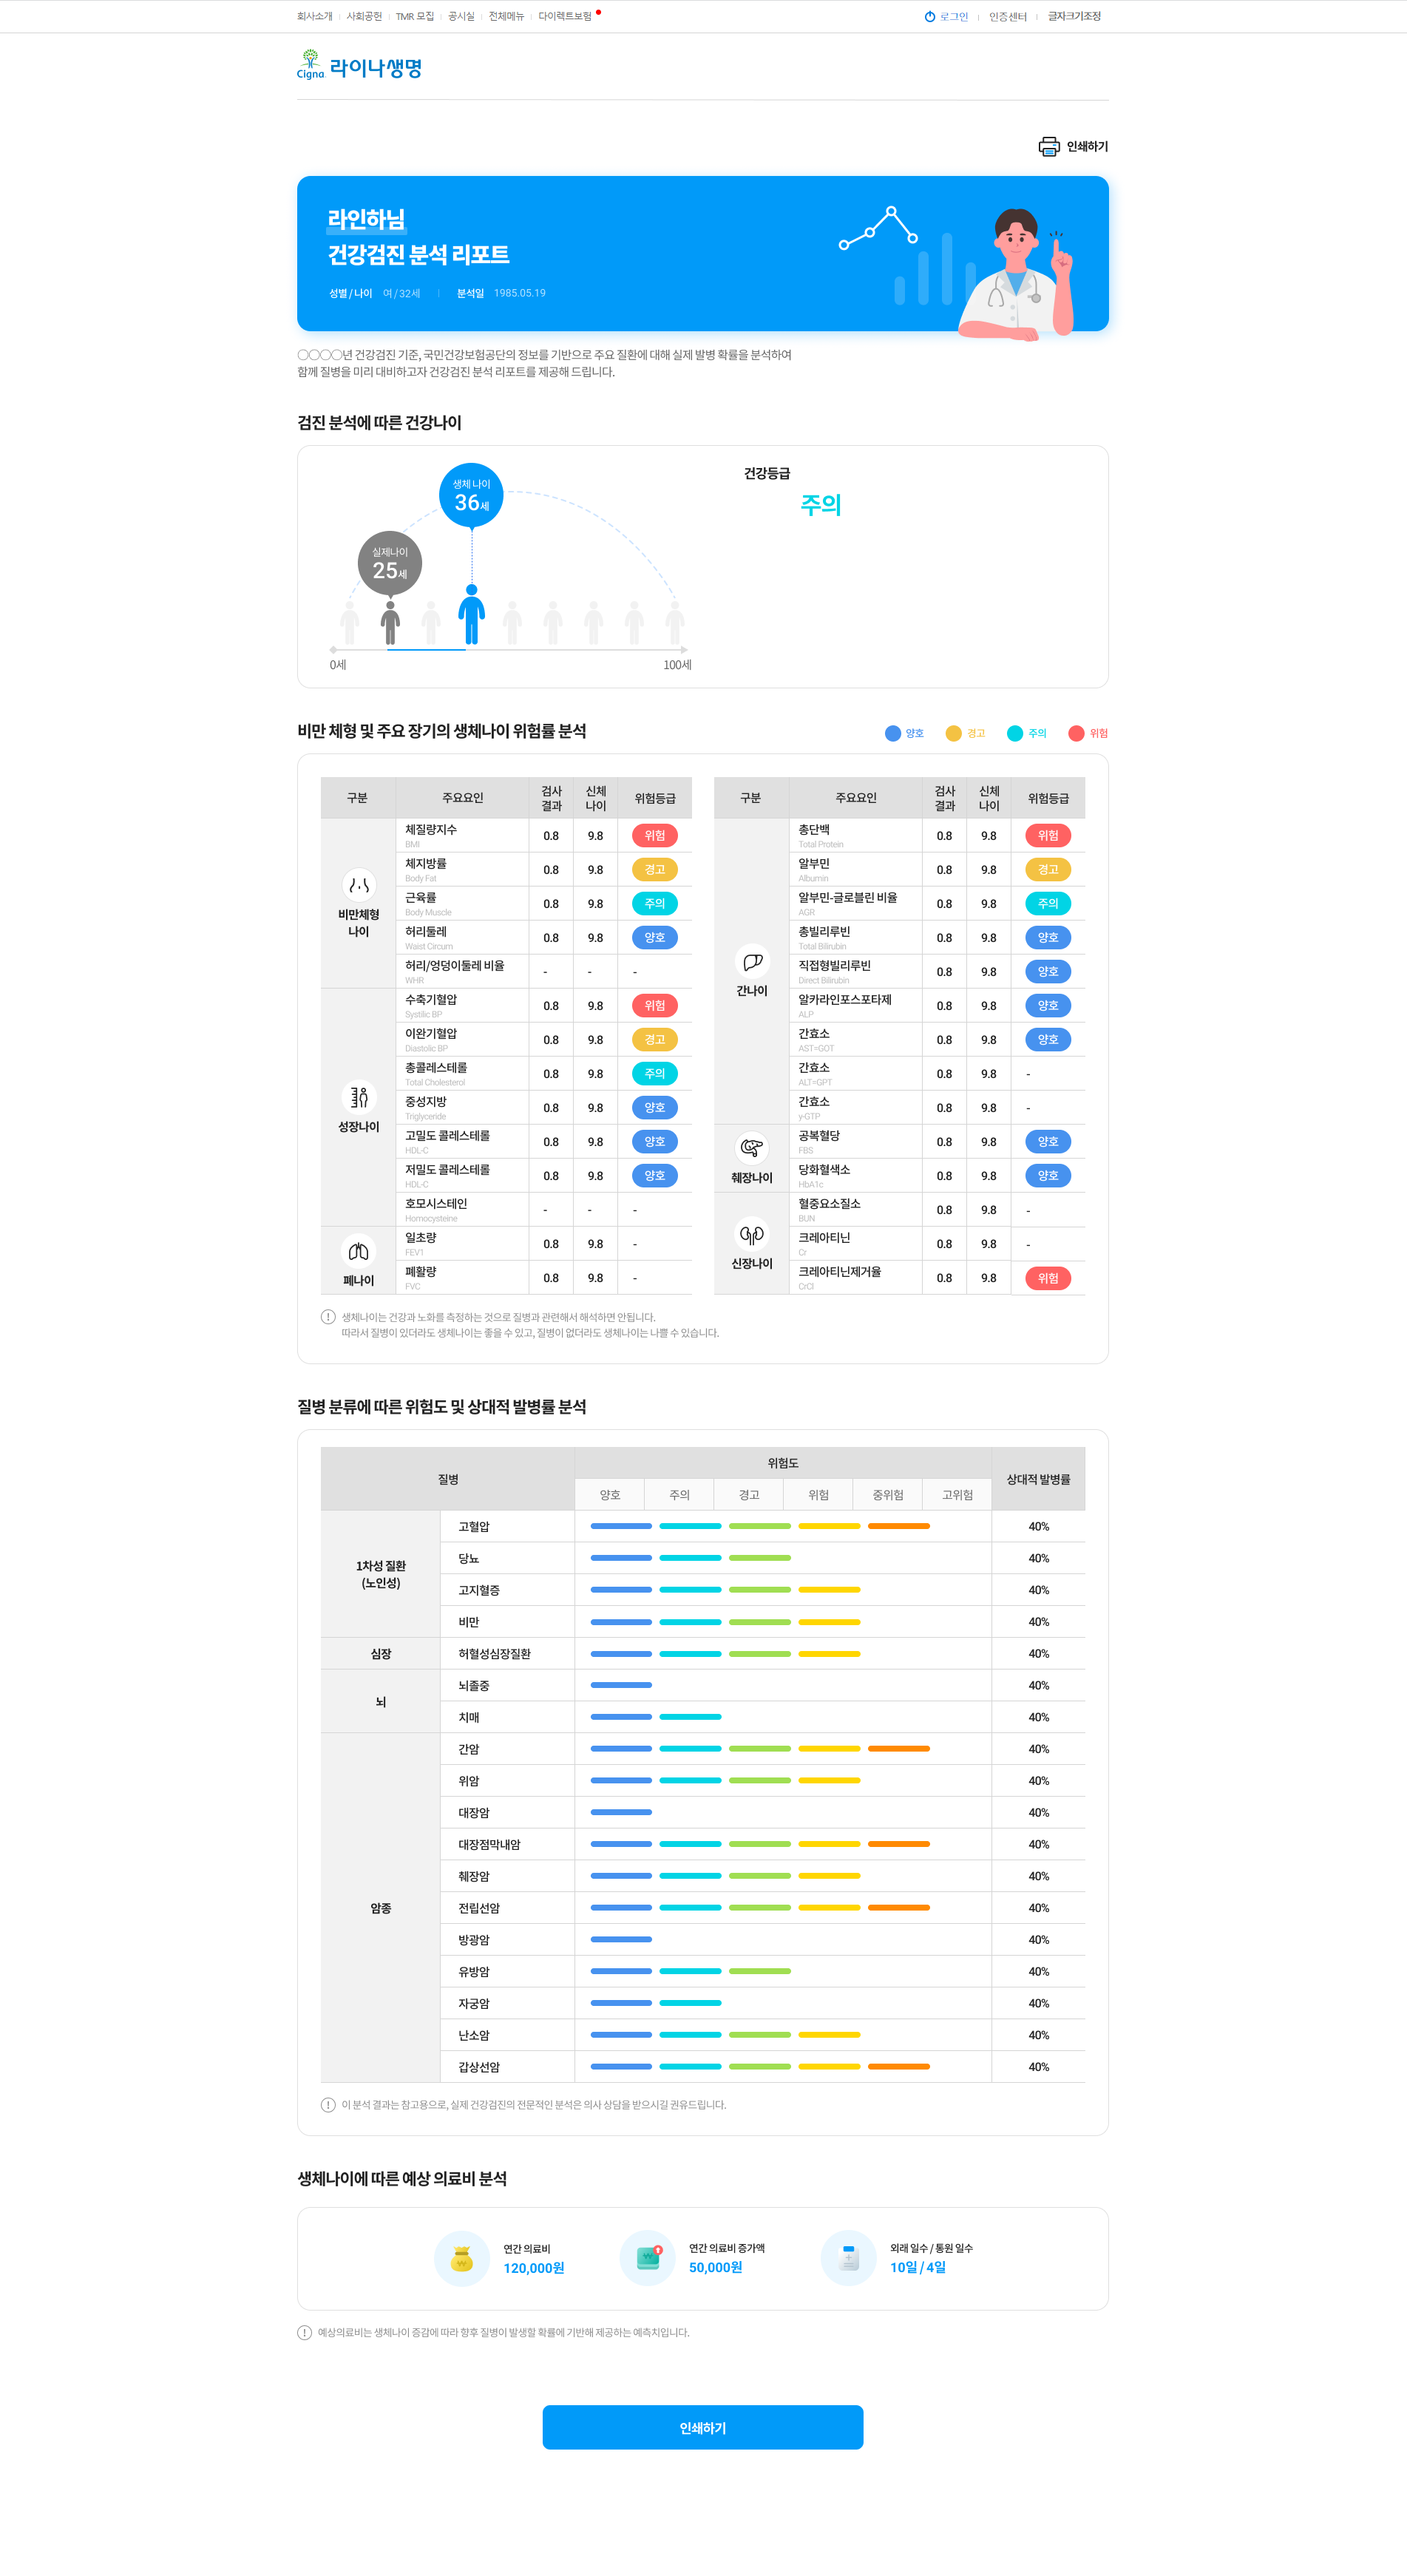 회사소개 사회공헌 TMR 모집 공시실 전체메뉴 다이렉트보험 로그인 인증센터 글자크기조정
Cigna 라이나생명
인쇄하기
라인하님
건강검진 분석 리포트
성별 / 나이 여 / 32세 분석일 1985.05.19
〇〇〇〇년 건강검진 기준, 국민건강보험공단의 정보를 기반으로 주요 질환에 대해 실제 발병 확률을 분석하여
함께 질병을 미리 대비하고자 건강검진 분석 리포트를 제공해 드립니다.
검진 분석에 따른 건강나이
생체 나이
36세
실제나이
25세
0세 100세
건강등급
주의
비만 체형 및 주요 장기의 생체나이 위험률 분석
양호 경고 주의 위험
구분 주요요인 검사 결과 신체 나이 위험등급
비만체형 나이
체질량지수 BMI 0.8 9.8 위험
체지방률 Body Fat 0.8 9.8 경고
근육률 Body Muscle 0.8 9.8 주의
허리둘레 Waist Circum 0.8 9.8 양호
허리/엉덩이둘레 비율 WHR - - -
성장나이
수축기혈압 Systilic BP 0.8 9.8 위험
이완기혈압 Diastolic BP 0.8 9.8 경고
총콜레스테롤 Total Cholesterol 0.8 9.8 주의
중성지방 Triglyceride 0.8 9.8 양호
고밀도 콜레스테롤 HDL-C 0.8 9.8 양호
저밀도 콜레스테롤 HDL-C 0.8 9.8 양호
호모시스테인 Homocysteine - - -
폐나이
일초량 FEV1 0.8 9.8 -
폐활량 FVC 0.8 9.8 -
구분 주요요인 검사 결과 신체 나이 위험등급
간나이
총단백 Total Protein 0.8 9.8 위험
알부민 Albumin 0.8 9.8 경고
알부민-글로블린 비율 AGR 0.8 9.8 주의
총빌리루빈 Total Bilirubin 0.8 9.8 양호
직접형빌리루빈 Direct Bilirubin 0.8 9.8 양호
알카라인포스포타제 ALP 0.8 9.8 양호
간효소 AST=GOT 0.8 9.8 양호
간효소 ALT=GPT 0.8 9.8 -
간효소 y-GTP 0.8 9.8 -
췌장나이
공복혈당 FBS 0.8 9.8 양호
당화혈색소 HbA1c 0.8 9.8 양호
신장나이
혈중요소질소 BUN 0.8 9.8 -
크레아티닌 Cr 0.8 9.8 -
크레아티닌제거율 CrCl 0.8 9.8 위험
생체나이는 건강과 노화를 측정하는 것으로 질병과 관련해서 해석하면 안됩니다.
따라서 질병이 있더라도 생체나이는 좋을 수 있고, 질병이 없더라도 생체나이는 나쁠 수 있습니다.
질병 분류에 따른 위험도 및 상대적 발병률 분석
질병 위험도 상대적 발병률
양호 주의 경고 위험 중위험 고위험
1차성 질환
(노인성)
고혈압 40%
당뇨 40%
고지혈증 40%
비만 40%
심장 허혈성심장질환 40%
뇌
뇌졸중 40%
치매 40%
암종
간암 40%
위암 40%
대장암 40%
대장점막내암 40%
췌장암 40%
전립선암 40%
방광암 40%
유방암 40%
자궁암 40%
난소암 40%
갑상선암 40%
이 분석 결과는 참고용으로, 실제 건강검진의 전문적인 분석은 의사 상담을 받으시길 권유드립니다.
생체나이에 따른 예상 의료비 분석
연간 의료비
120,000원
연간 의료비 증가액
50,000원
외래 일수 / 통원 일수
10일 / 4일
예상의료비는 생체나이 증감에 따라 향후 질병이 발생할 확률에 기반해 제공하는 예측치입니다.
인쇄하기